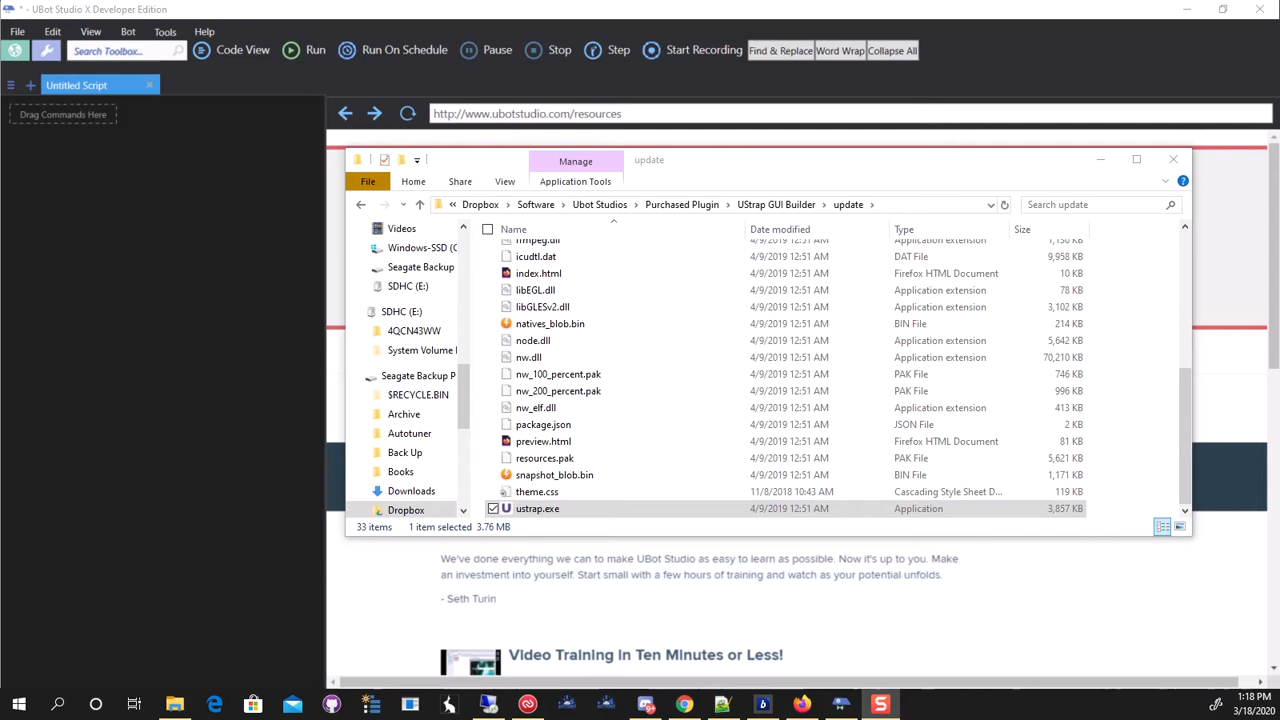 * - UBot Studio X Developer Edition
File Edit View Bot Tools Help
Search Toolbox... Code View Run Run On Schedule Pause Stop Step Start Recording Find & Replace Word Wrap Collapse All
Untitled Script
Drag Commands Here
http://www.ubotstudio.com/resources
Manage update
File Home Share View Application Tools
Dropbox Software Ubot Studios Purchased Plugin UStrap GUI Builder update Search update
Name Date modified Type Size
Videos
Windows-SSD (C
Seagate Backup
SDHC (E:)
SDHC (E:)
4QCN43WW
System Volume I
Seagate Backup P
$RECYCLE.BIN
Archive
Autotuner
Back Up
Books
Downloads
Dropbox
ffmpeg.dll 4/9/2019 12:51 AM Application extension 1,130 KB
icudtl.dat 4/9/2019 12:51 AM DAT File 9,958 KB
index.html 4/9/2019 12:51 AM Firefox HTML Document 10 KB
libEGL.dll 4/9/2019 12:51 AM Application extension 78 KB
libGLESv2.dll 4/9/2019 12:51 AM Application extension 3,102 KB
natives_blob.bin 4/9/2019 12:51 AM BIN File 214 KB
node.dll 4/9/2019 12:51 AM Application extension 5,642 KB
nw.dll 4/9/2019 12:51 AM Application extension 70,210 KB
nw_100_percent.pak 4/9/2019 12:51 AM PAK File 746 KB
nw_200_percent.pak 4/9/2019 12:51 AM PAK File 996 KB
nw_elf.dll 4/9/2019 12:51 AM Application extension 413 KB
package.json 4/9/2019 12:51 AM JSON File 2 KB
preview.html 4/9/2019 12:51 AM Firefox HTML Document 81 KB
resources.pak 4/9/2019 12:51 AM PAK File 5,621 KB
snapshot_blob.bin 4/9/2019 12:51 AM BIN File 1,171 KB
theme.css 11/8/2018 10:43 AM Cascading Style Sheet D... 119 KB
ustrap.exe 4/9/2019 12:51 AM Application 3,857 KB
33 items 1 item selected 3.76 MB
We've done everything we can to make UBot Studio as easy to learn as possible. Now it's up to you. Make
an investment into yourself. Start small with a few hours of training and watch as your potential unfolds.
- Seth Turin
Video Training in Ten Minutes or Less!
1:18 PM
3/18/2020